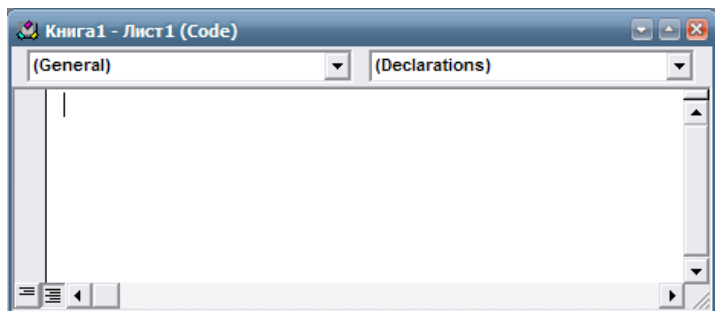 Книга1 - Лист1 (Code)
(General) (Declarations)